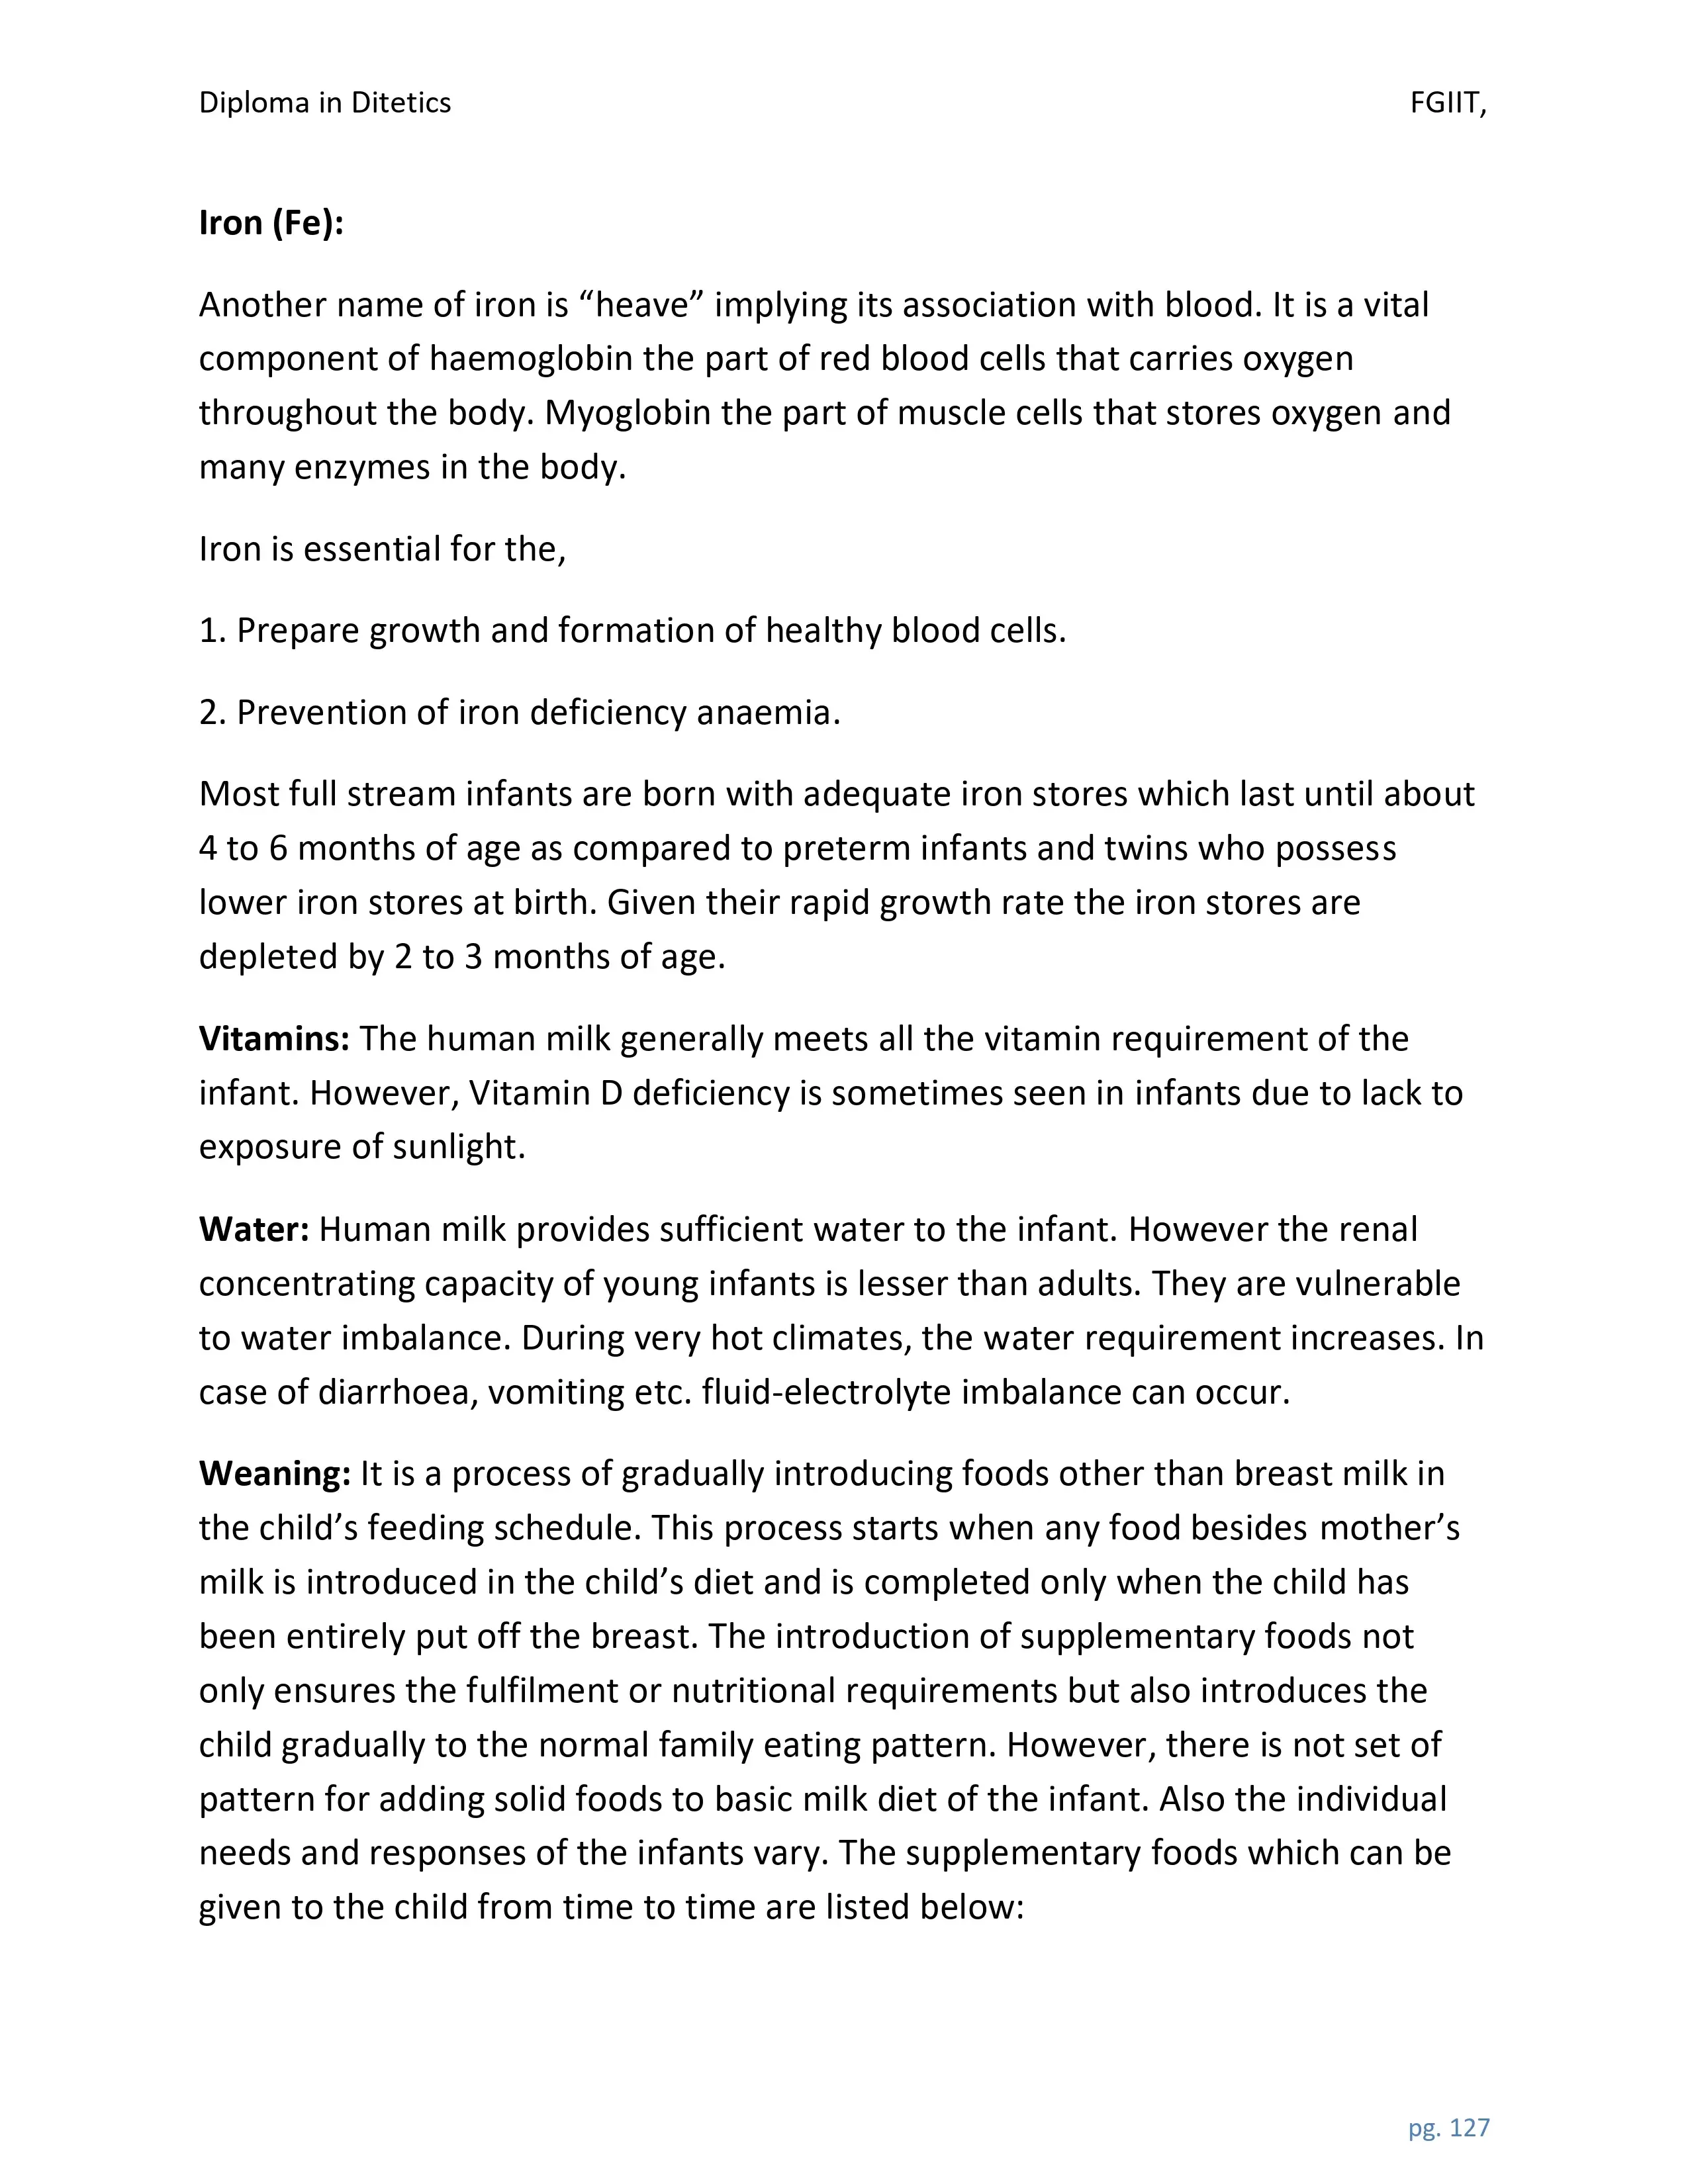 Diploma in Ditetics FGIIT,
Iron (Fe):
Another name of iron is “heave” implying its association with blood. It is a vital
component of haemoglobin the part of red blood cells that carries oxygen
throughout the body. Myoglobin the part of muscle cells that stores oxygen and
many enzymes in the body.
Iron is essential for the,
1. Prepare growth and formation of healthy blood cells.
2. Prevention of iron deficiency anaemia.
Most full stream infants are born with adequate iron stores which last until about
4 to 6 months of age as compared to preterm infants and twins who possess
lower iron stores at birth. Given their rapid growth rate the iron stores are
depleted by 2 to 3 months of age.
Vitamins: The human milk generally meets all the vitamin requirement of the
infant. However, Vitamin D deficiency is sometimes seen in infants due to lack to
exposure of sunlight.
Water: Human milk provides sufficient water to the infant. However the renal
concentrating capacity of young infants is lesser than adults. They are vulnerable
to water imbalance. During very hot climates, the water requirement increases. In
case of diarrhoea, vomiting etc. fluid-electrolyte imbalance can occur.
Weaning: It is a process of gradually introducing foods other than breast milk in
the child’s feeding schedule. This process starts when any food besides mother’s
milk is introduced in the child’s diet and is completed only when the child has
been entirely put off the breast. The introduction of supplementary foods not
only ensures the fulfilment or nutritional requirements but also introduces the
child gradually to the normal family eating pattern. However, there is not set of
pattern for adding solid foods to basic milk diet of the infant. Also the individual
needs and responses of the infants vary. The supplementary foods which can be
given to the child from time to time are listed below:
pg. 127